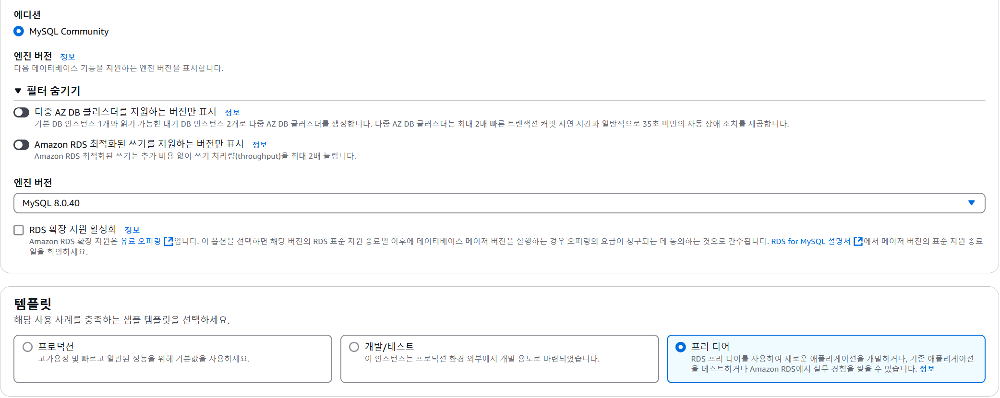 에디션
MySQL Community
엔진 버전 정보
다음 데이터베이스 기능을 지원하는 엔진 버전을 표시합니다.
▼ 필터 숨기기
다중 AZ DB 클러스터를 지원하는 버전만 표시 정보
기본 DB 인스턴스 1개와 읽기 가능한 대기 DB 인스턴스 2개로 다중 AZ DB 클러스터를 생성합니다. 다중 AZ DB 클러스터는 최대 2배 빠른 트랜잭션 커밋 지연 시간과 일반적으로 35초 미만의 자동 장애 조치를 제공합니다.
Amazon RDS 최적화된 쓰기를 지원하는 버전만 표시 정보
Amazon RDS 최적화된 쓰기는 추가 비용 없이 쓰기 처리량(throughput)을 최대 2배 늘립니다.
엔진 버전
MySQL 8.0.40
RDS 확장 지원 활성화 정보
Amazon RDS 확장 지원은 유료 오퍼링 입니다. 이 옵션을 선택하면 해당 버전의 RDS 표준 지원 종료일 이후에 데이터베이스 메이저 버전을 실행하는 경우 오퍼링의 요금이 청구되는 데 동의하는 것으로 간주됩니다. RDS for MySQL 설명서 에서 메이저 버전의 표준 지원 종료
일을 확인하세요.
템플릿
해당 사용 사례를 충족하는 샘플 템플릿을 선택하세요.
프로덕션
고가용성 및 빠르고 일관된 성능을 위해 기본값을 사용하세요.
개발/테스트
이 인스턴스는 프로덕션 환경 외부에서 개발 용도로 마련되었습니다.
프리 티어
RDS 프리 티어를 사용하여 새로운 애플리케이션을 개발하거나, 기존 애플리케이션
을 테스트하거나 Amazon RDS에서 실무 경험을 쌓을 수 있습니다. 정보